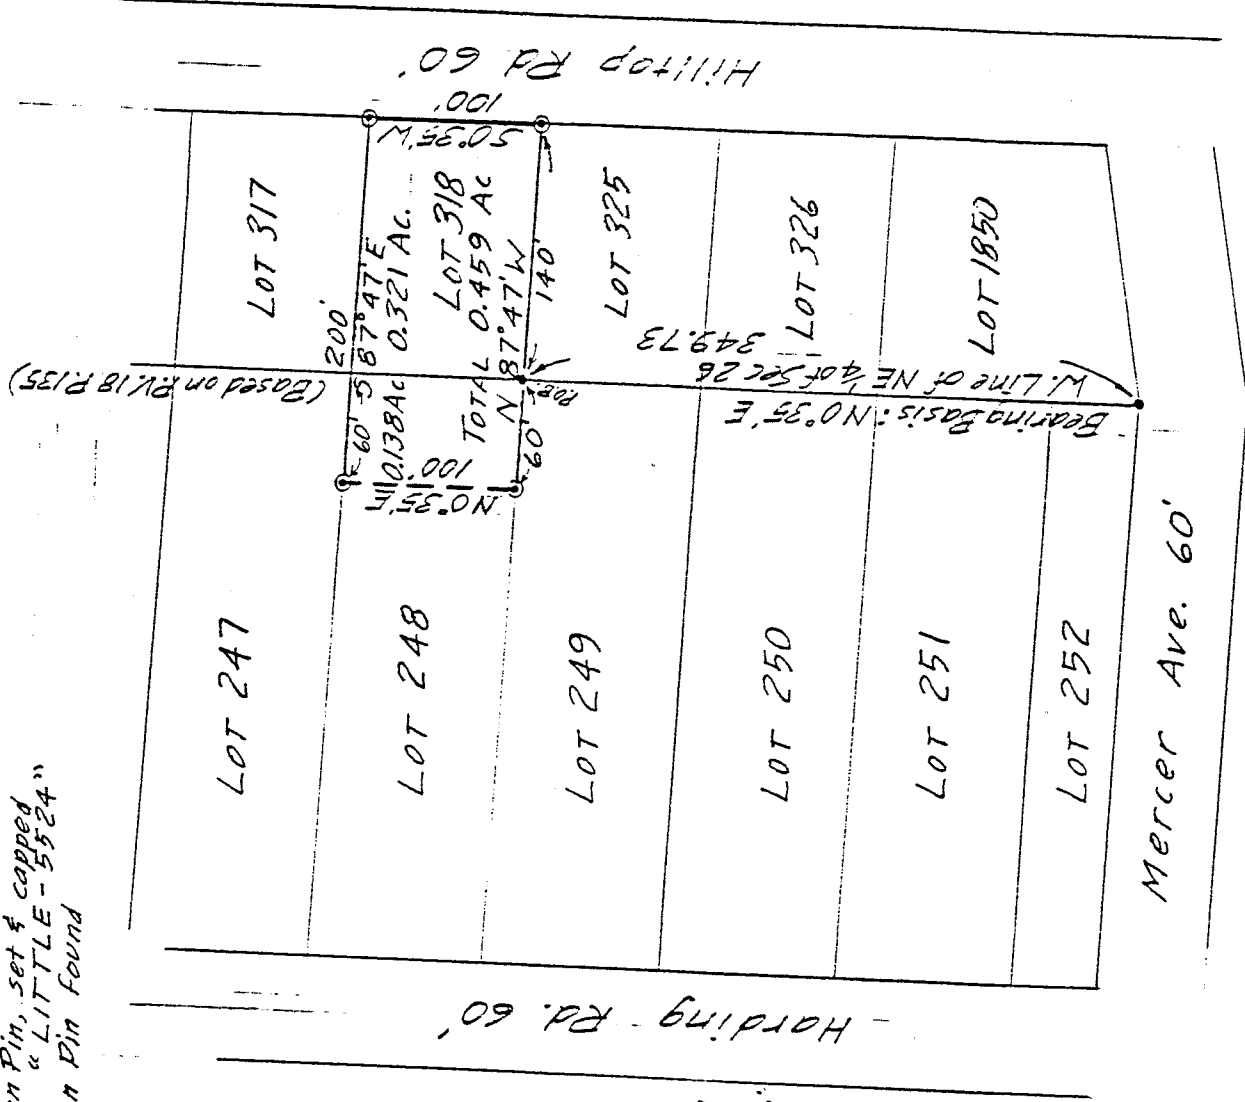 Hilltop Rd 60'
100'
S0°35'W
LOT 317
LOT 318
TOTAL 0.459 AC
N 87°47'W
140'
200'
S 87°47'E
0.138Ac 0.321 Ac.
60'
60'
100'
N0°35'E
P.O.B.
LOT 325
LOT 326
LOT 1850
349.73
W. Line of NE 1/4 of Sec 26
Bearing Basis: N0°35'E
(Based on R.V. 18 P. 135)
LOT 247
LOT 248
LOT 249
LOT 250
LOT 251
LOT 252
Mercer Ave. 60'
Harding Rd. 60'
n Pin, set & capped
"LITTLE-5524"
n Pin found